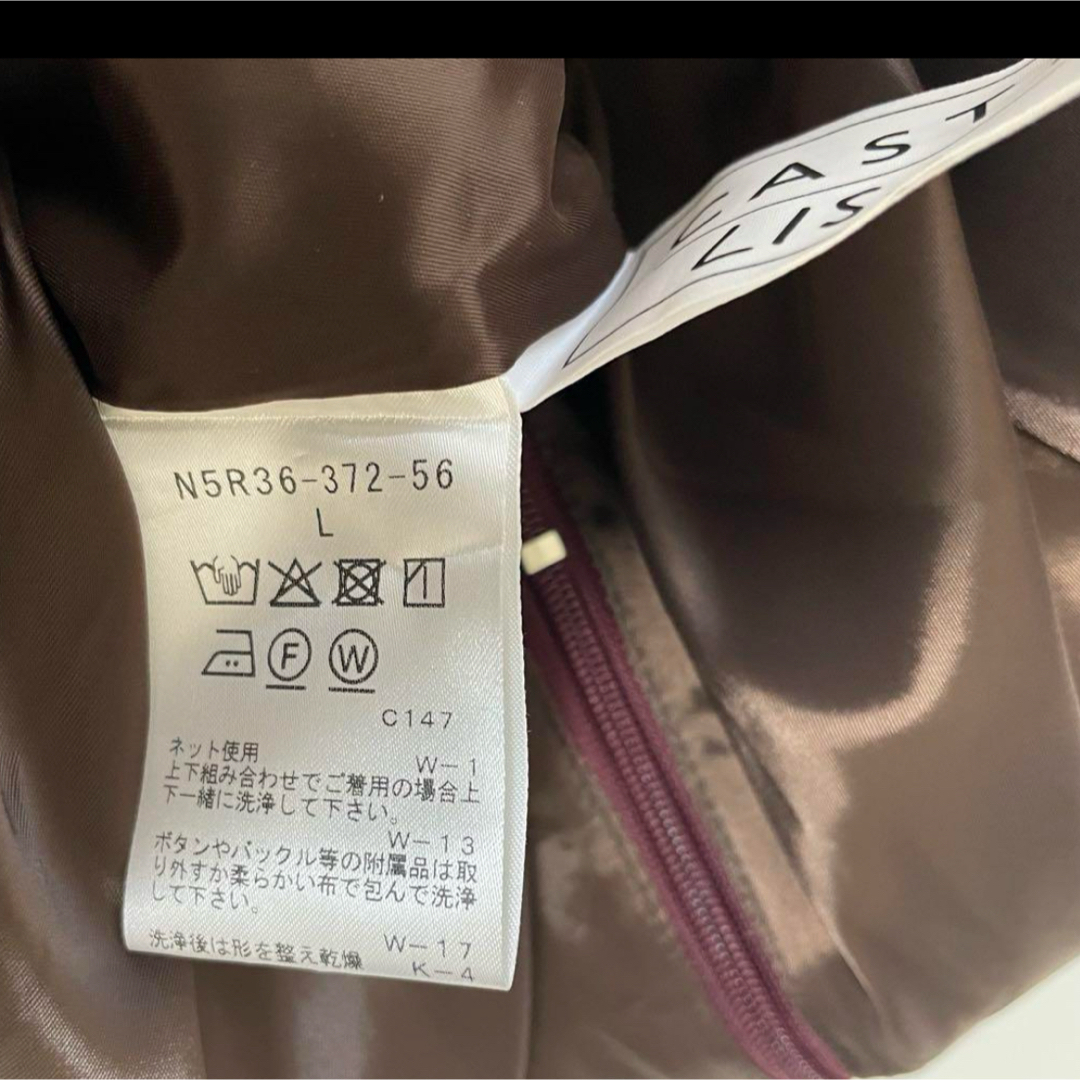 CAST
LIS
N5R36-372-56
L
F W
C147
ネット使用 W-1
上下組み合わせでご着用の場合上
下一緒に洗浄して下さい。
W-13
ボタンやバックル等の附属品は取
り外すか柔らかい布で包んで洗浄
して下さい。
W-17
洗浄後は形を整え乾燥
K-4